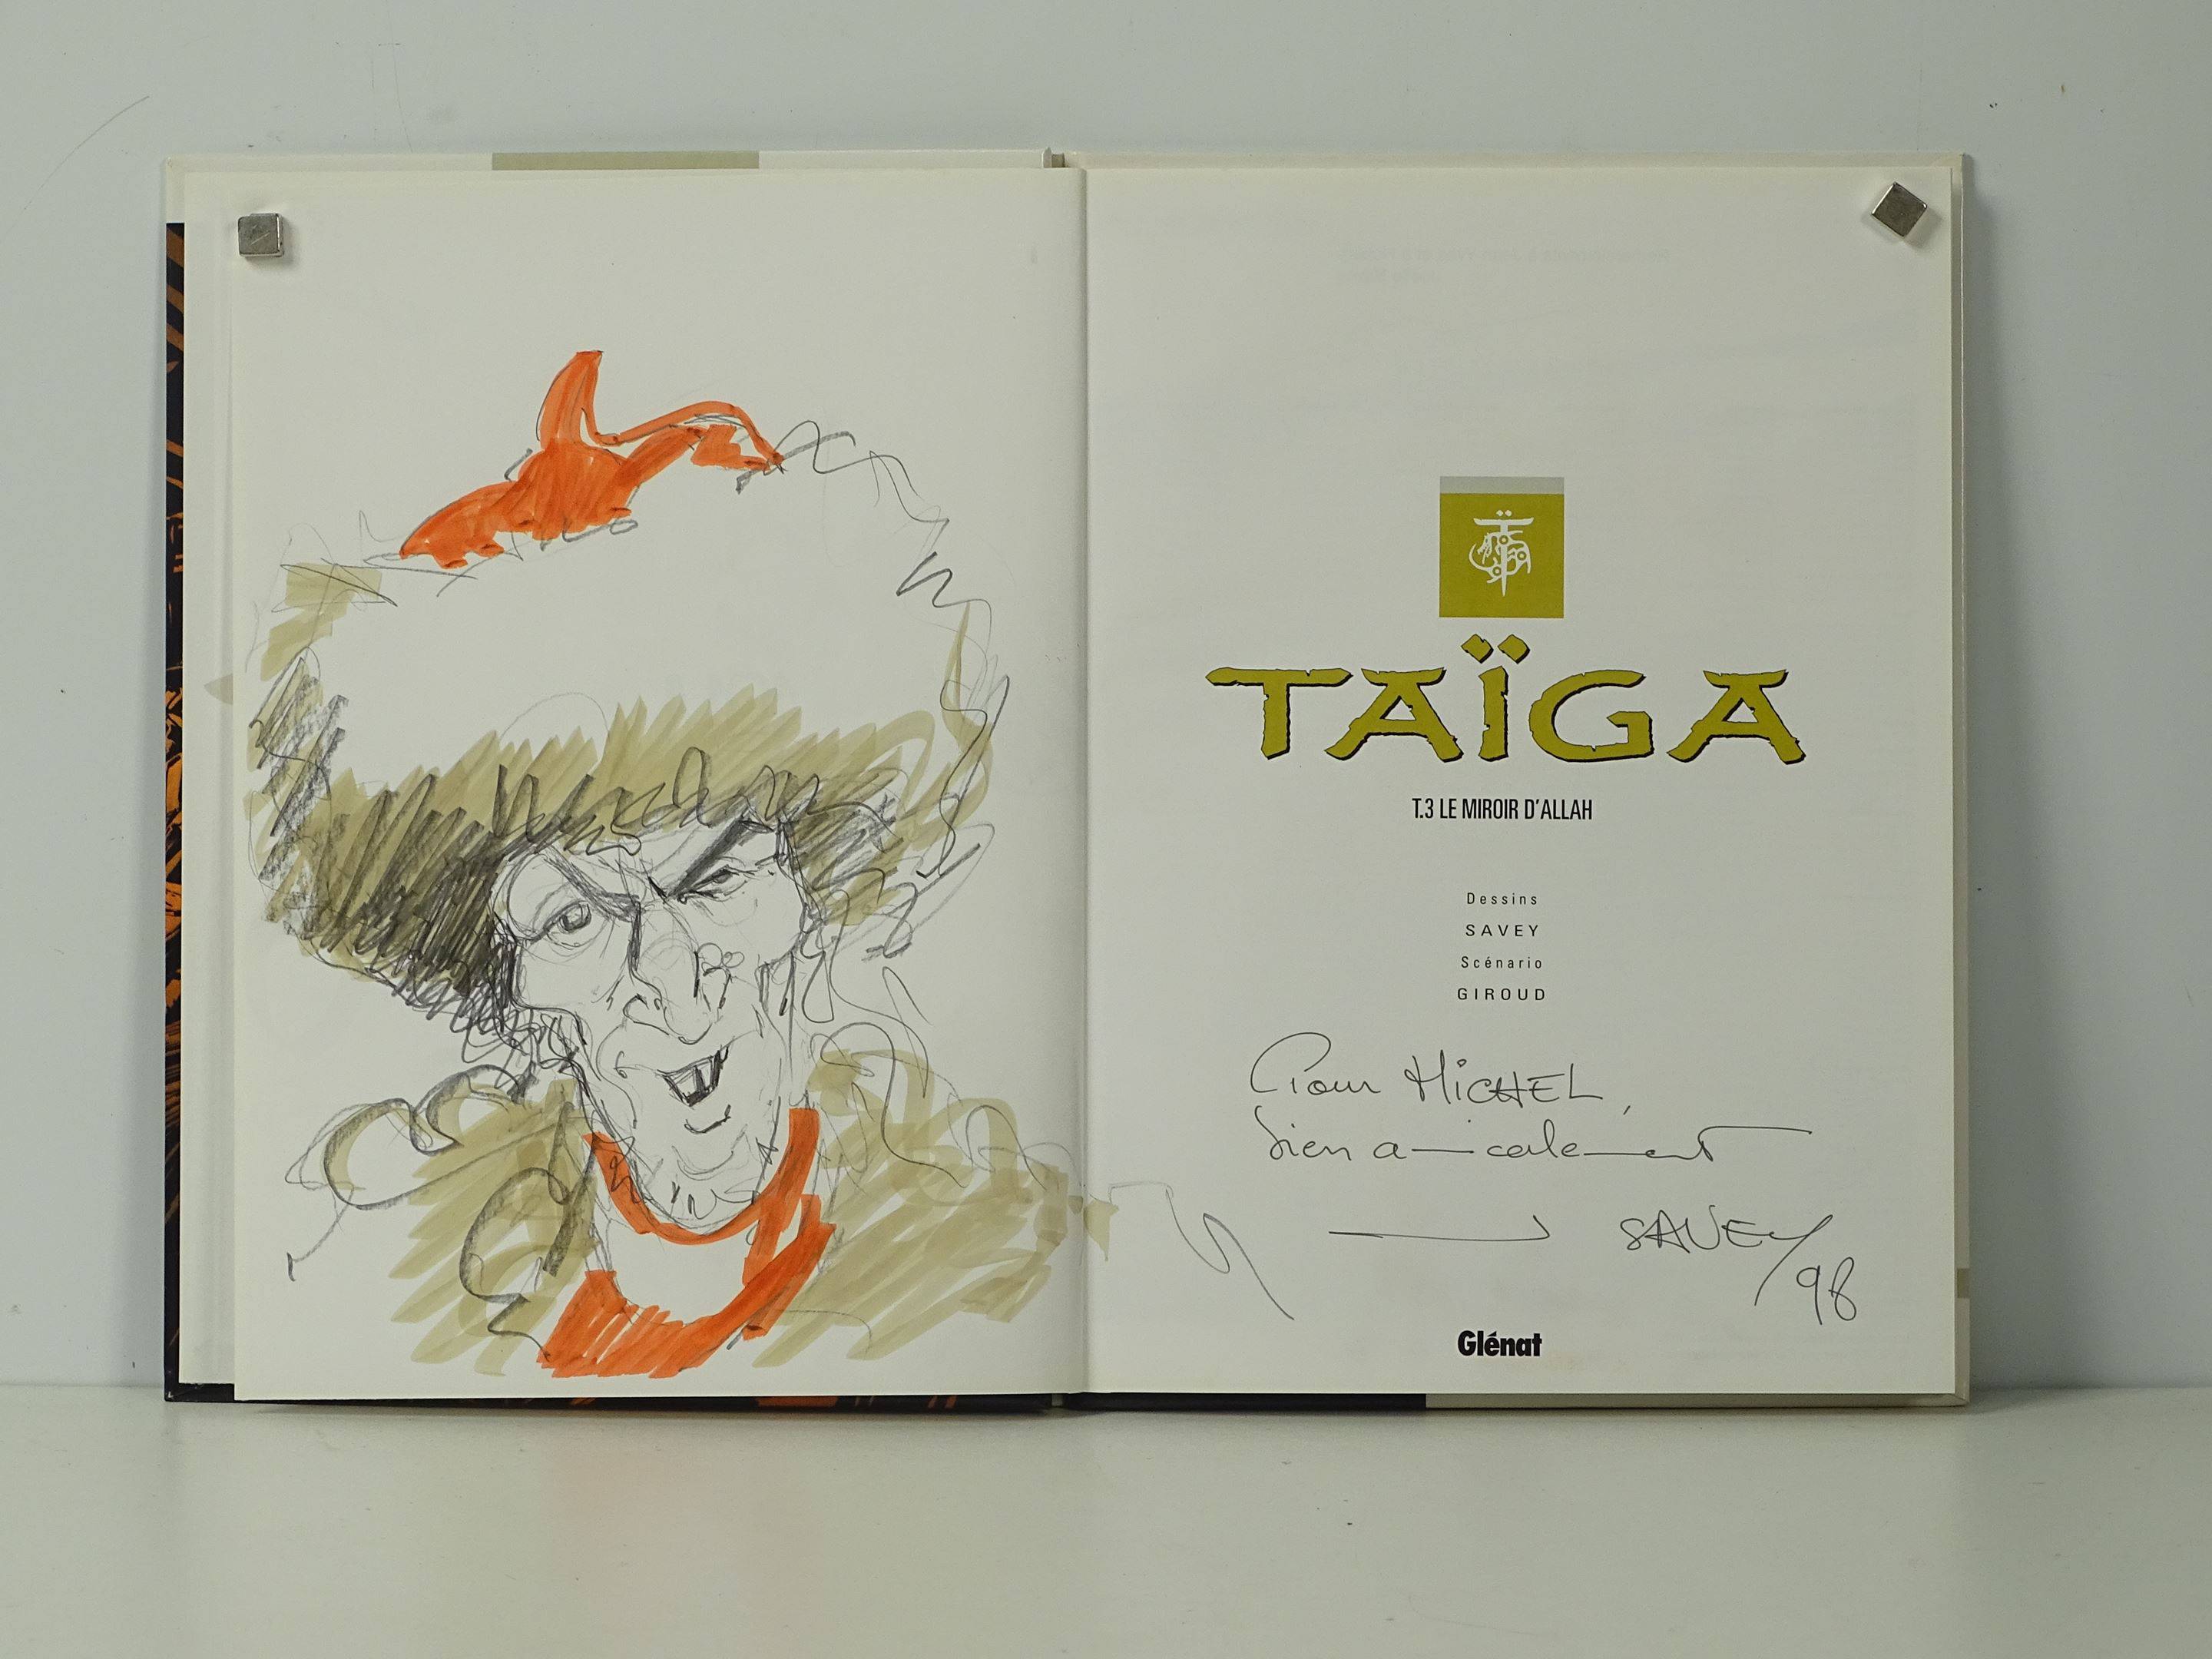 TAÏGA
T.3 LE MIROIR D'ALLAH
Dessins
SAVEY
Scénario
GIROUD
Pour MICHEL,
bien amicalement
SAVEY
98
Glénat